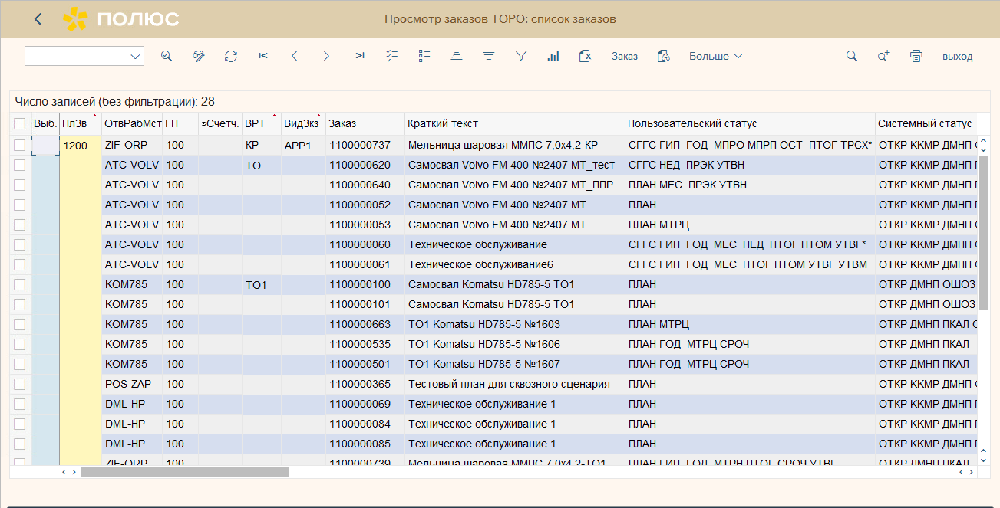 ПОЛЮС
Просмотр заказов ТОРО: список заказов
Заказ Больше выход
Число записей (без фильтрации): 28
Выб. ПлЗв ОтвРабМст ГП Счетч. ВРТ ВидЗкз Заказ Краткий текст Пользовательский статус Системный статус
1200 ZIF-ORP 100 КР APP1 1100000737 Мельница шаровая ММПС 7,0х4,2-КР СГГС ГИП ГОД МПРО МПРП ОСТ ПТОГ ТРСХ* ОТКР ККМР ДМНП
ATC-VOLV 100 ТО 1100000620 Самосвал Volvo FM 400 №2407 МТ_тест СГГС НЕД ПРЭК УТВН ОТКР ККМР ДМНП
ATC-VOLV 100 1100000640 Самосвал Volvo FM 400 №2407 МТ_ППР ПЛАН МЕС ПРЭК УТВН ОТКР ККМР ДМНП
ATC-VOLV 100 1100000052 Самосвал Volvo FM 400 №2407 МТ ПЛАН ОТКР ККМР ДМНП
ATC-VOLV 100 1100000053 Самосвал Volvo FM 400 №2407 МТ ПЛАН МТРЦ ОТКР ККМР ДМНП
ATC-VOLV 100 1100000060 Техническое обслуживание СГГС ГИП ГОД МЕС НЕД ПТОГ ПТОМ УТВГ* ОТКР ККМР ДМНП
ATC-VOLV 100 1100000061 Техническое обслуживание6 СГГС ГИП ГОД МЕС ПТОГ ПТОМ УТВГ УТВМ ОТКР ККМР ДМНП
KOM785 100 ТО1 1100000100 Самосвал Komatsu HD785-5 ТО1 ПЛАН ОТКР ДМНП ОШОЗ
KOM785 100 1100000101 Самосвал Komatsu HD785-5 ТО1 ПЛАН ОТКР ДМНП ОШОЗ
KOM785 100 1100000663 ТО1 Komatsu HD785-5 №1603 ПЛАН МТРЦ ОТКР ДМНП ПКАЛ
KOM785 100 1100000535 ТО1 Komatsu HD785-5 №1606 ПЛАН ГОД МТРЦ СРОЧ ОТКР ДМНП ПКАЛ
KOM785 100 1100000501 ТО1 Komatsu HD785-5 №1607 ПЛАН ГОД МТРЦ СРОЧ ОТКР ДМНП ПКАЛ
POS-ZAP 100 1100000365 Тестовый план для сквозного сценария ПЛАН ОТКР ККМР ДМНП
DML-HP 100 1100000069 Техническое обслуживание 1 ПЛАН ОТКР ККМР ДМНП
DML-HP 100 1100000084 Техническое обслуживание 1 ПЛАН ОТКР ККМР ДМНП
DML-HP 100 1100000085 Техническое обслуживание 1 ПЛАН ОТКР ККМР ДМНП
ZIF-ORP 100 1100000739 Мельница шаровая ММПС 7,0х4,2-ТО1 ПЛАН ГИП ГОД МТРН ПТОГ СРОЧ УТВГ ОТКР ДМНП ПКАЛ